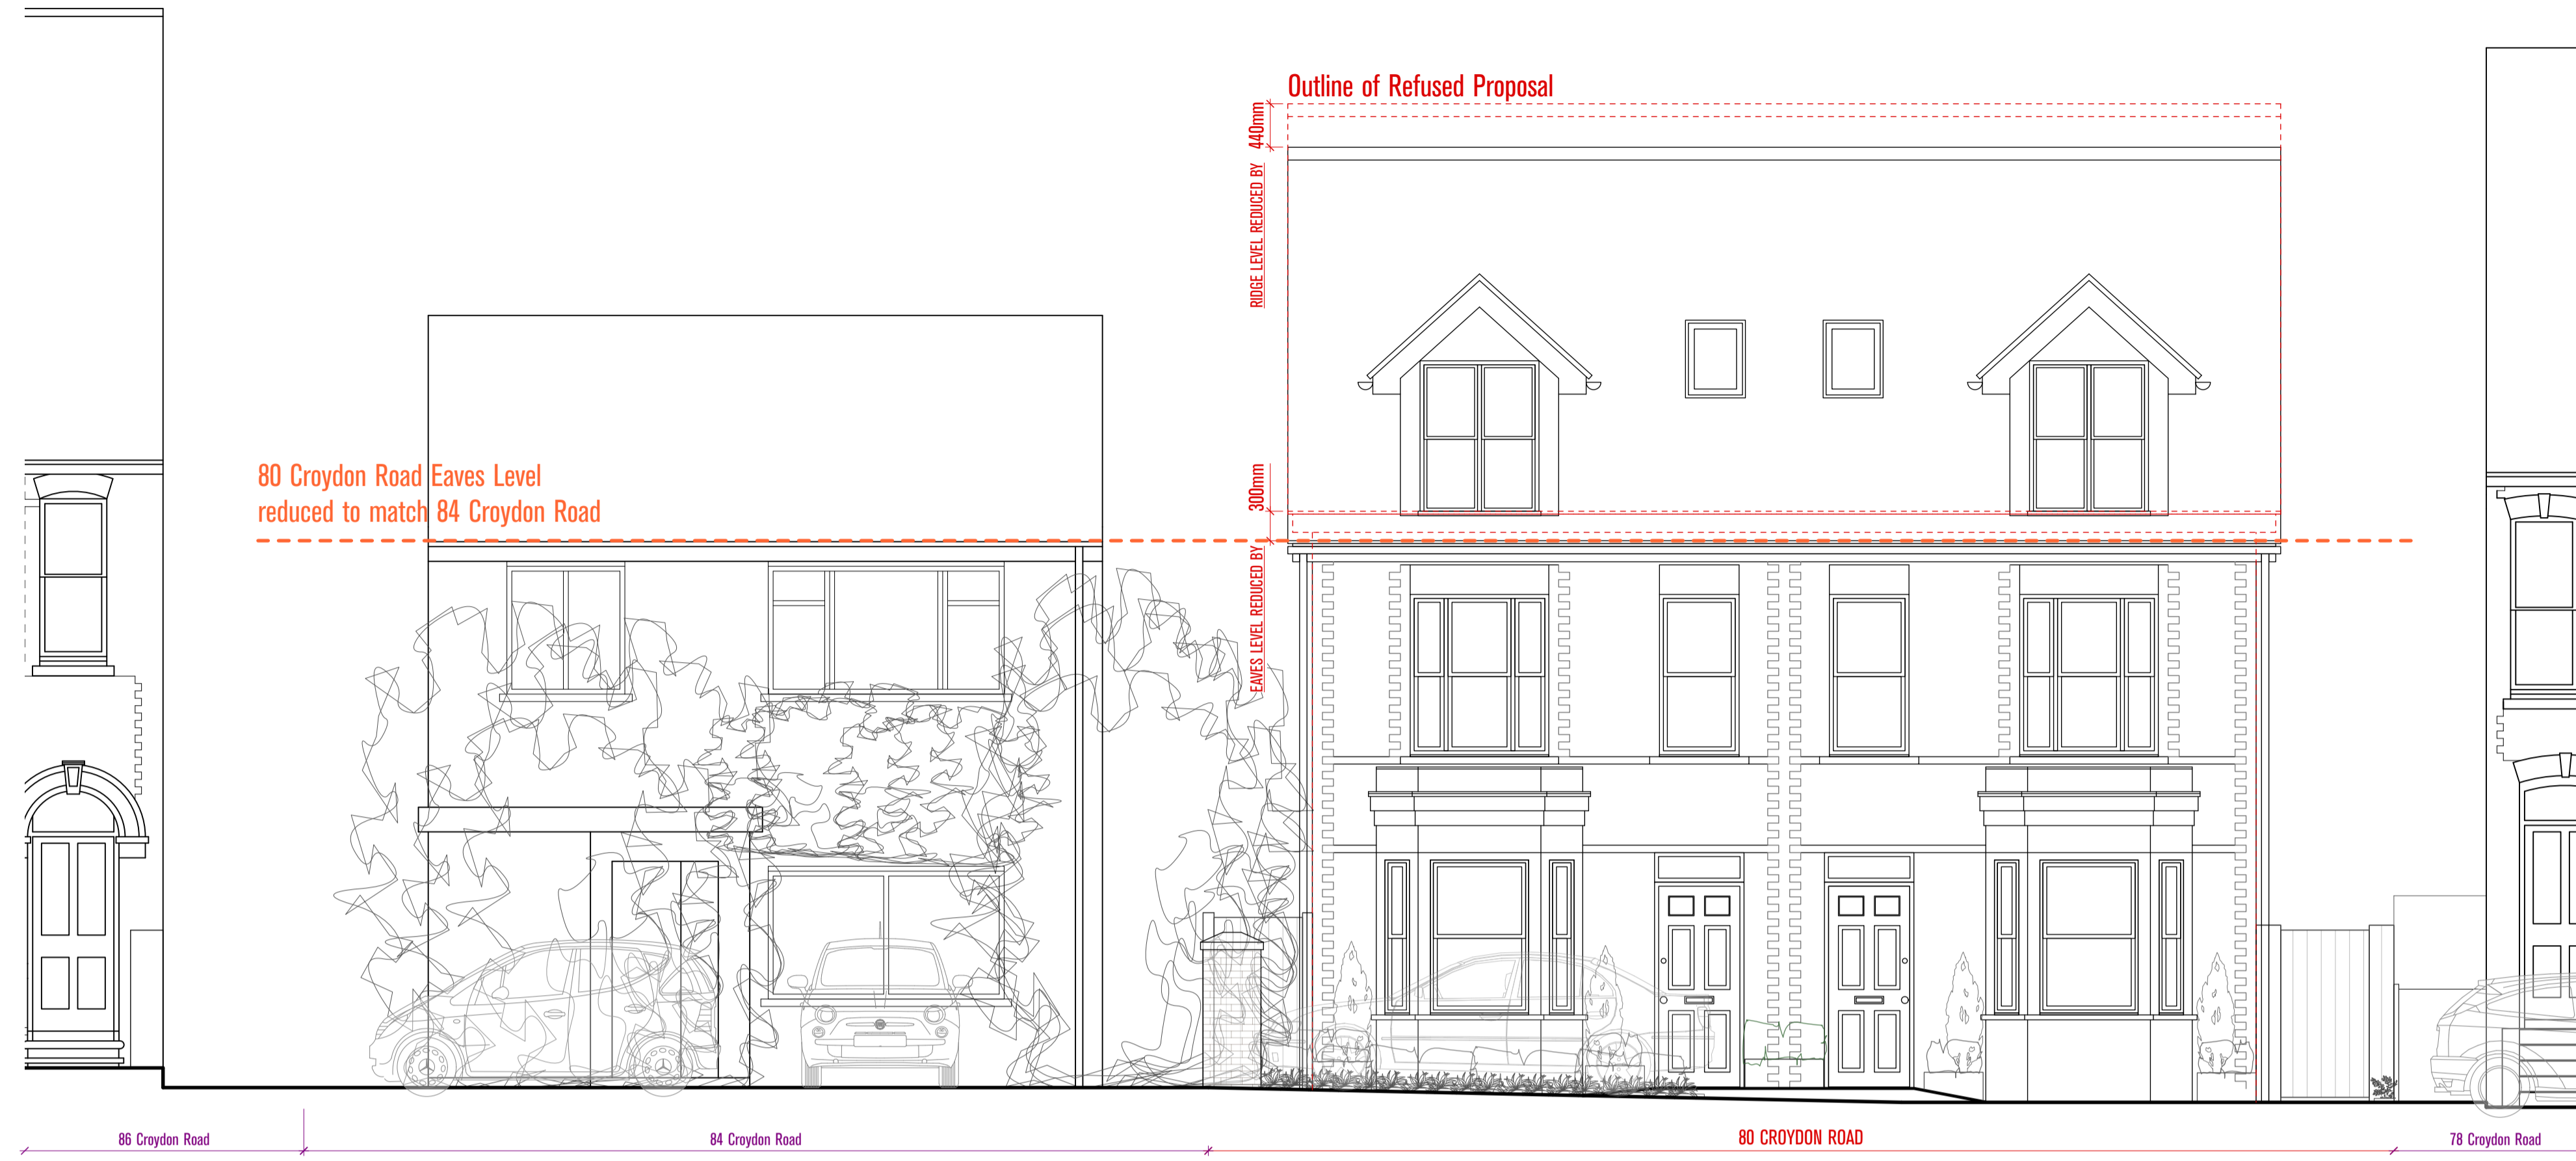 Outline of Refused Proposal
440mm
RIDGE LEVEL REDUCED BY
80 Croydon Road Eaves Level
reduced to match 84 Croydon Road
300mm
EAVES LEVEL REDUCED BY
86 Croydon Road
84 Croydon Road
80 CROYDON ROAD
78 Croydon Road